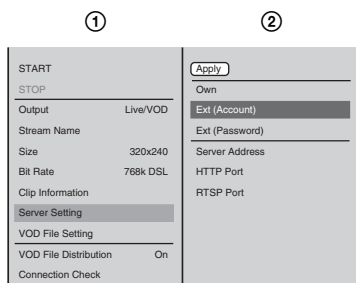 ① ②
START
STOP
Output Live/VOD
Stream Name
Size 320x240
Bit Rate 768k DSL
Clip Information
Server Setting
VOD File Setting
VOD File Distribution On
Connection Check
Apply
Own
Ext (Account)
Ext (Password)
Server Address
HTTP Port
RTSP Port